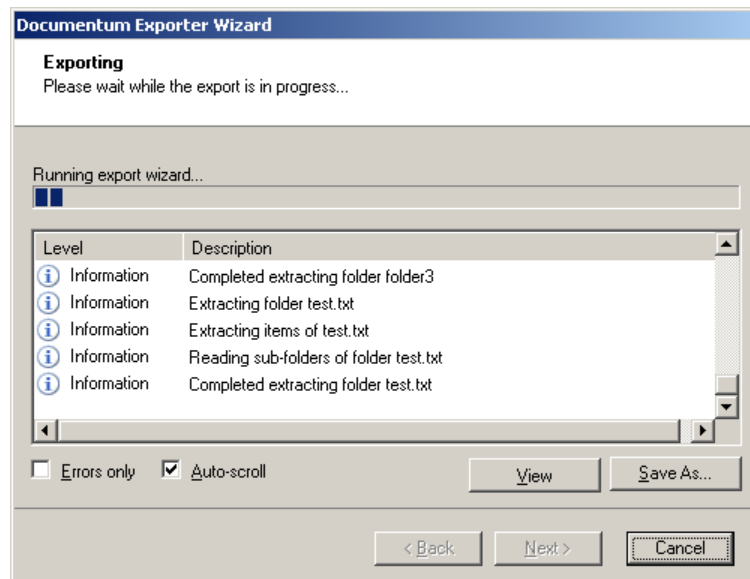 Documentum Exporter Wizard
Exporting
Please wait while the export is in progress...
Running export wizard...
Level Description
Information Completed extracting folder folder3
Information Extracting folder test.txt
Information Extracting items of test.txt
Information Reading sub-folders of folder test.txt
Information Completed extracting folder test.txt
Errors only Auto-scroll View Save As...
< Back Next > Cancel